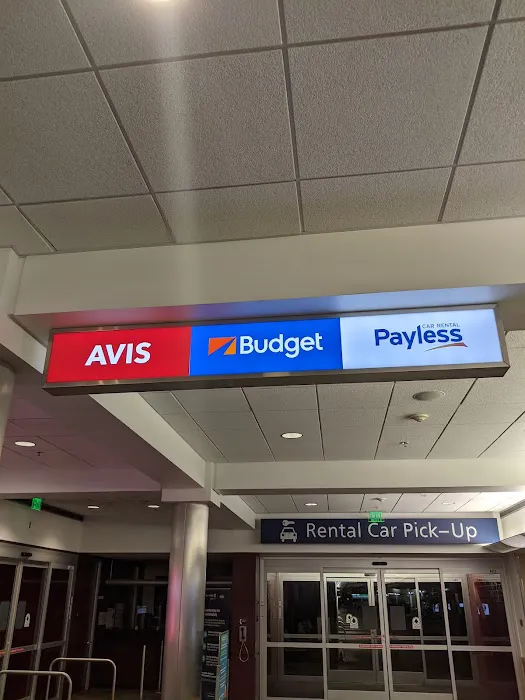 AVIS
Budget
CAR RENTAL
Payless
Rental Car Pick-Up